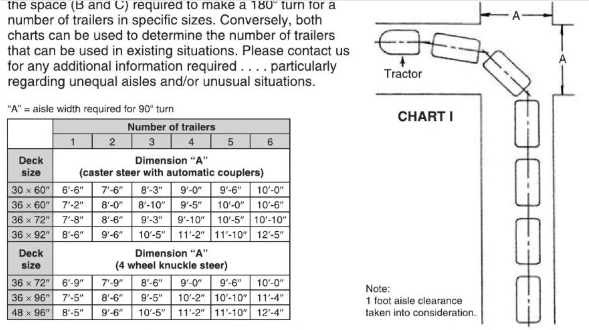 the space (B and C) required to make a 180° turn for a
number of trailers in specific sizes. Conversely, both
charts can be used to determine the number of trailers
that can be used in existing situations. Please contact us
for any additional information required . . . . particularly
regarding unequal aisles and/or unusual situations.
"A" = aisle width required for 90° turn
Number of trailers
1 2 3 4 5 6
Deck size
Dimension "A"
(caster steer with automatic couplers)
30 × 60" 6'-6" 7'-6" 8'-3" 9'-0" 9'-6" 10'-0"
36 × 60" 7'-2" 8'-0" 8'-10" 9'-5" 10'-0" 10'-6"
36 × 72" 7'-8" 8'-6" 9'-3" 9'-10" 10'-5" 10'-10"
36 × 92" 8'-6" 9'-6" 10'-5" 11'-2" 11'-10" 12'-5"
Deck size
Dimension "A"
(4 wheel knuckle steer)
36 × 72" 6'-9" 7'-9" 8'-6" 9'-0" 9'-6" 10'-0"
36 × 96" 7'-5" 8'-6" 9'-5" 10'-2" 10'-10" 11'-4"
48 × 96" 8'-5" 9'-6" 10'-5" 11'-2" 11'-10" 12'-4"
A
A
Tractor
CHART I
Note:
1 foot aisle clearance
taken into consideration.